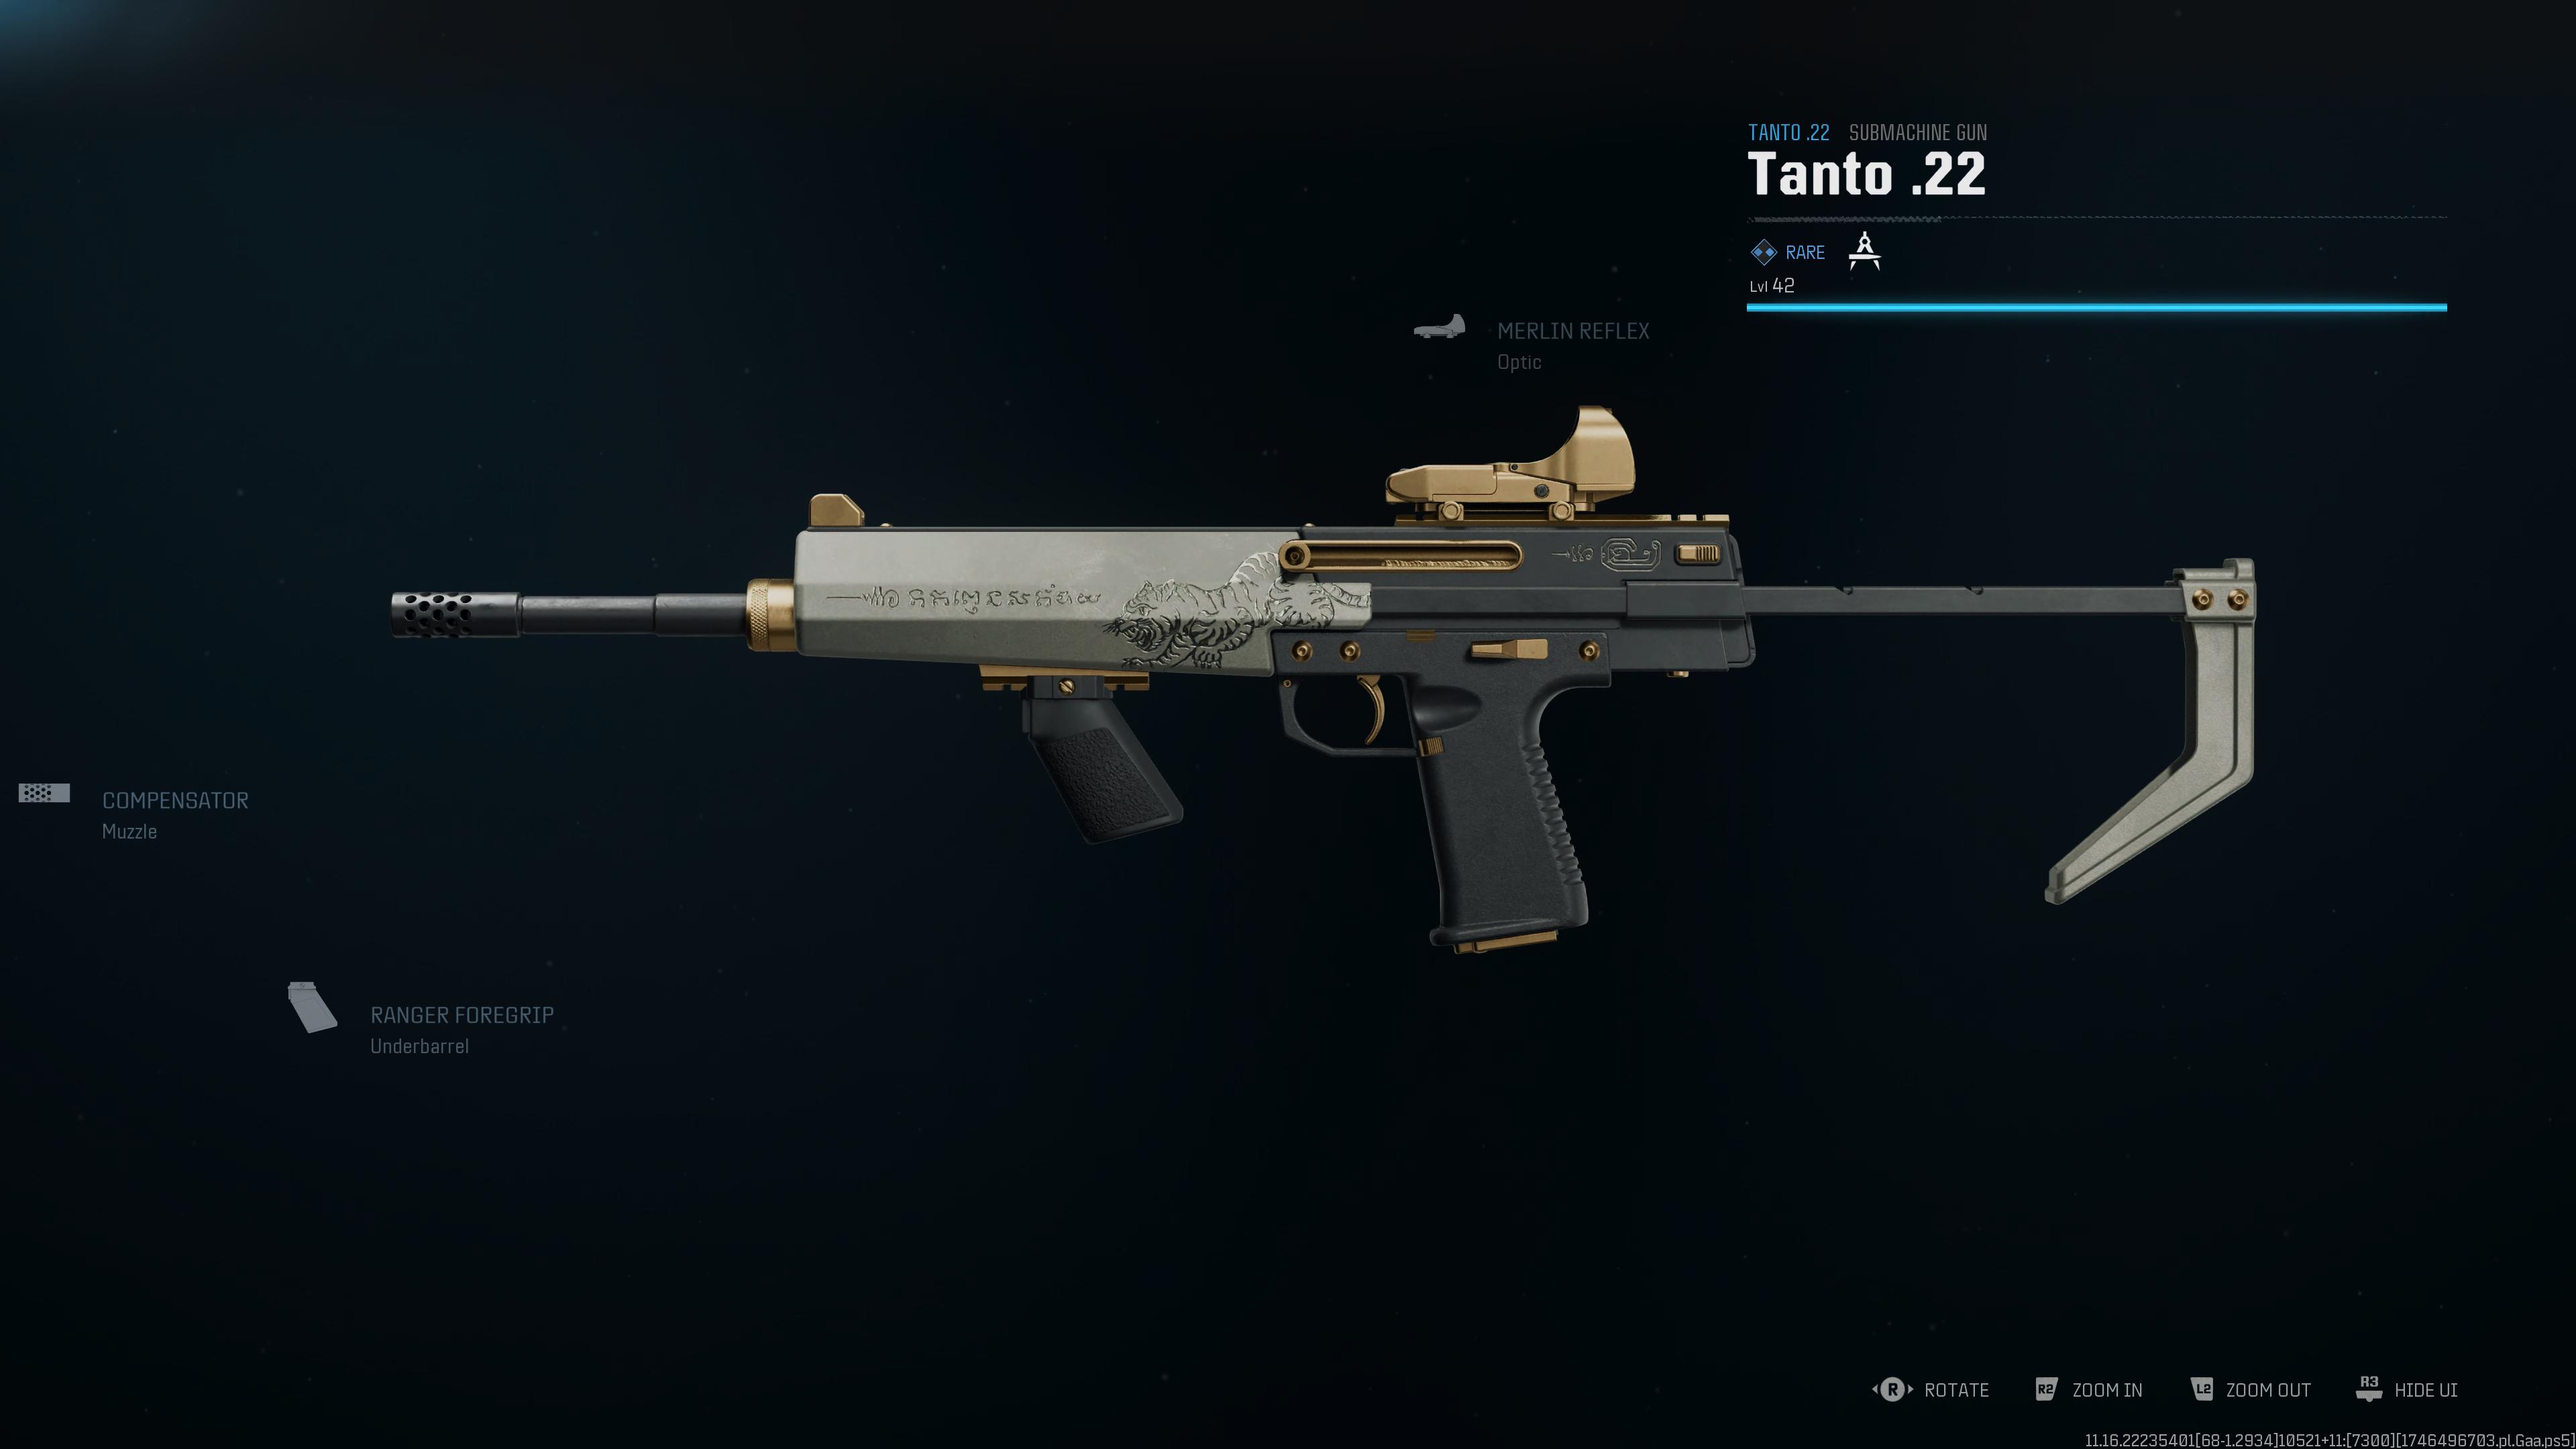 TANTO .22 SUBMACHINE GUN
Tanto .22
RARE
Lvl 42
MERLIN REFLEX
Optic
COMPENSATOR
Muzzle
RANGER FOREGRIP
Underbarrel
R ROTATE R2 ZOOM IN L2 ZOOM OUT R3 HIDE UI
11.16.22235401[68-1.2934]10521+11:[7300][1746496703.pl.Gaa.ps5]